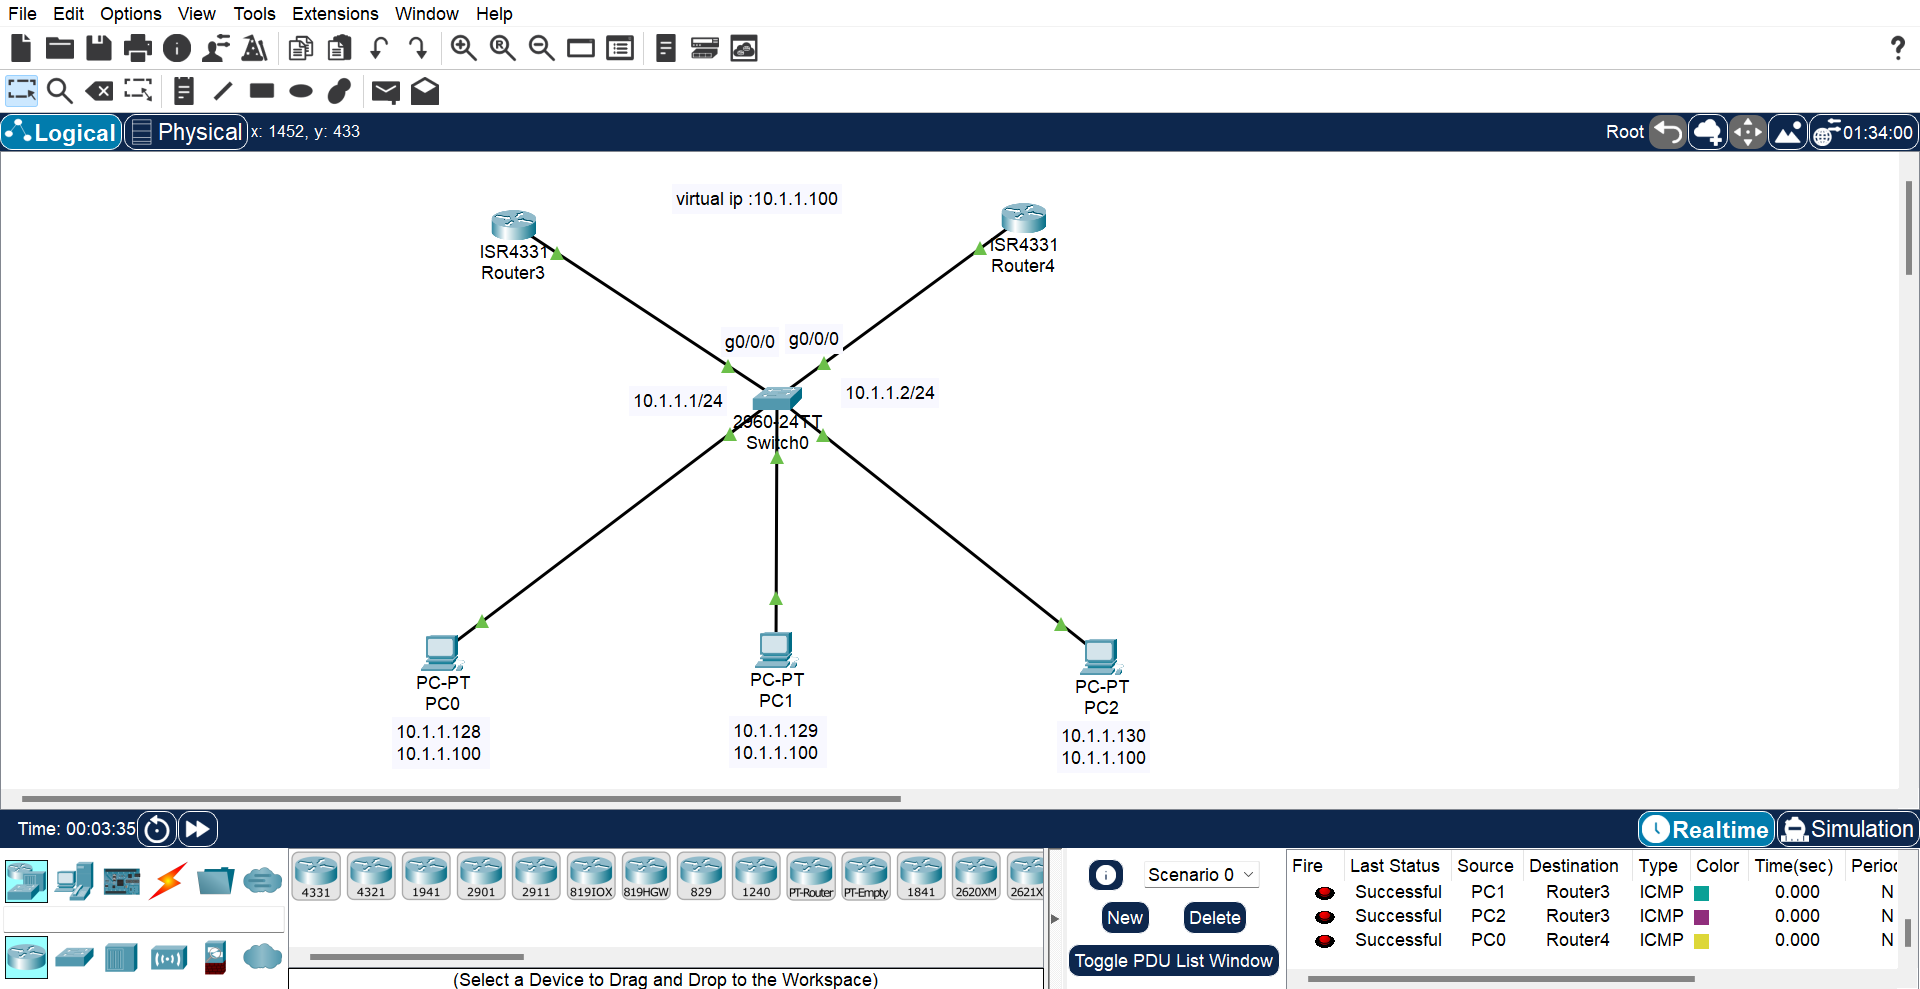 File Edit Options View Tools Extensions Window Help
?
Logical Physical x: 1452, y: 433 Root 01:34:00
virtual ip :10.1.1.100
ISR4331
Router3
ISR4331
Router4
g0/0/0 g0/0/0
10.1.1.1/24
10.1.1.2/24
2960-24TT
Switch0
PC-PT
PC0
10.1.1.128
10.1.1.100
PC-PT
PC1
10.1.1.129
10.1.1.100
PC-PT
PC2
10.1.1.130
10.1.1.100
Time: 00:03:35 Realtime Simulation
4331 4321 1941 2901 2911 819IOX 819HGW 829 1240 PT-Router PT-Empty 1841 2620XM 2621X
(Select a Device to Drag and Drop to the Workspace)
Scenario 0
New Delete
Toggle PDU List Window
Fire Last Status Source Destination Type Color Time(sec) Perioc
Successful PC1 Router3 ICMP 0.000 N
Successful PC2 Router3 ICMP 0.000 N
Successful PC0 Router4 ICMP 0.000 N